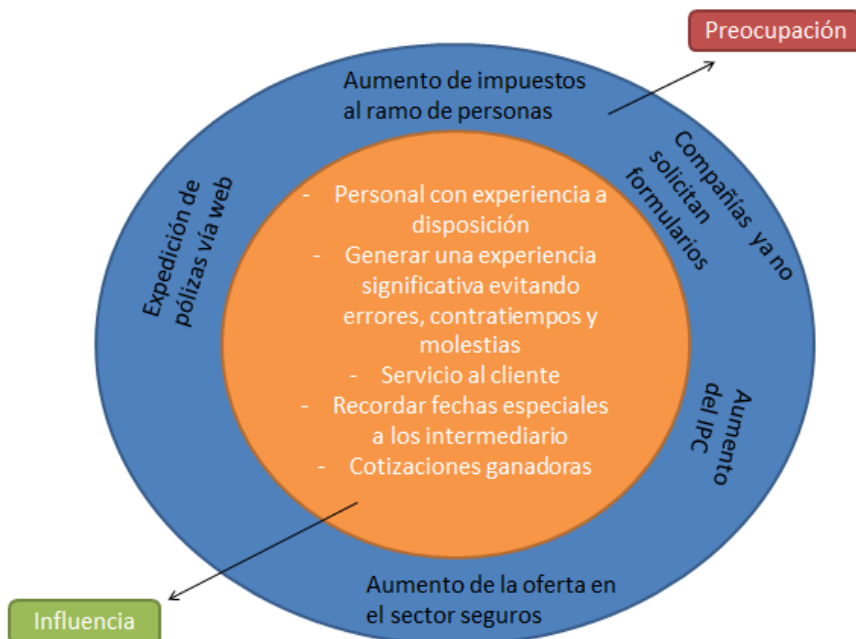 Preocupación
Aumento de impuestos
al ramo de personas
Compañías ya no
solicitan
formularios
Expedición de
pólizas vía web
- Personal con experiencia a
disposición
- Generar una experiencia
significativa evitando
errores, contratiempos y
molestias
- Servicio al cliente
- Recordar fechas especiales
a los intermediario
- Cotizaciones ganadoras
Aumento
del IPC
Aumento de la oferta en
el sector seguros
Influencia